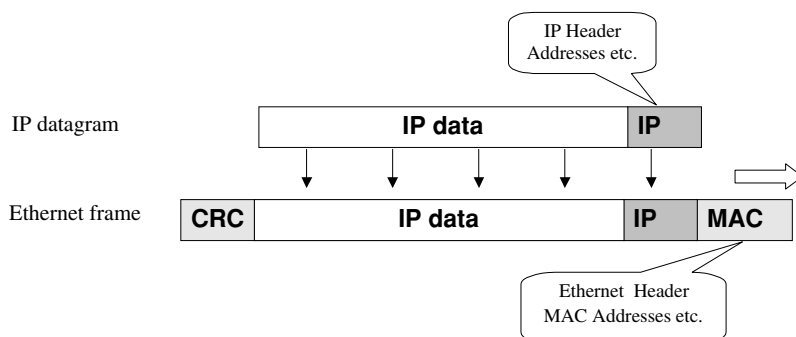 IP Header
Addresses etc.
IP datagram
IP data
IP
Ethernet frame
CRC
IP data
IP
MAC
Ethernet Header
MAC Addresses etc.